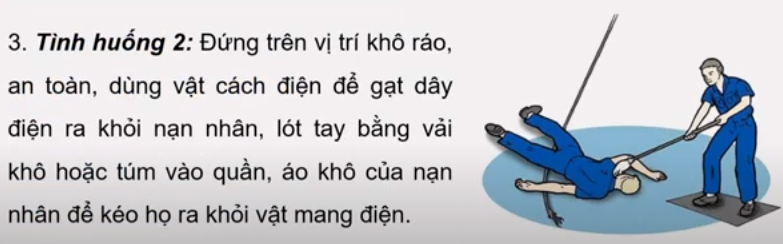 3. Tình huống 2: Đứng trên vị trí khô ráo,
an toàn, dùng vật cách điện để gạt dây
điện ra khỏi nạn nhân, lót tay bằng vải
khô hoặc túm vào quần, áo khô của nạn
nhân để kéo họ ra khỏi vật mang điện.